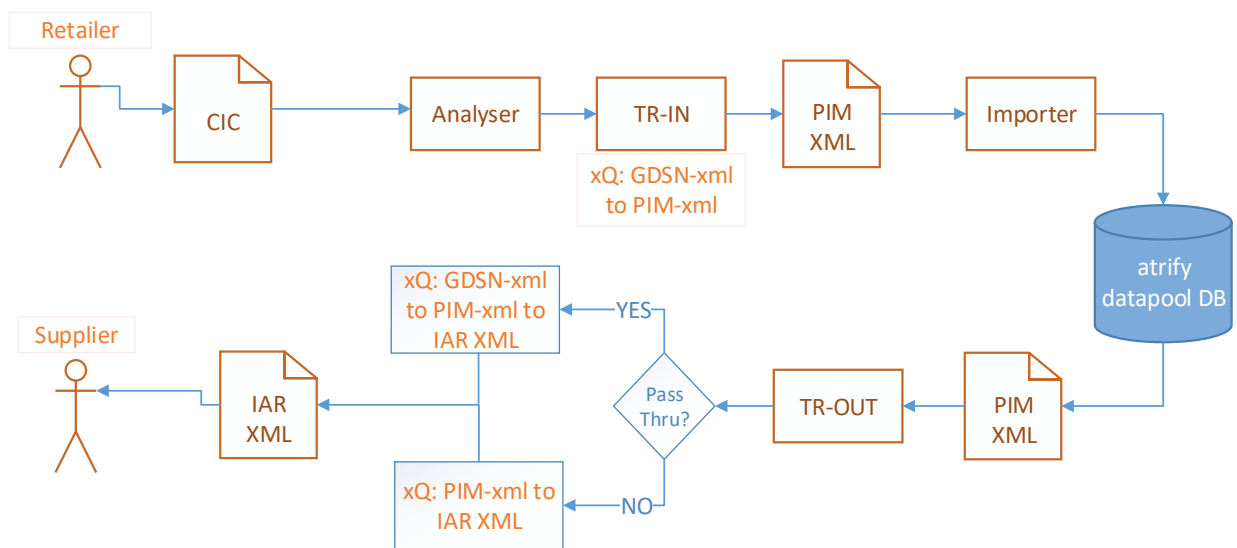 Retailer
CIC
Analyser
TR-IN
PIM
XML
Importer
xQ: GDSN-xml
to PIM-xml
atrify
datapool DB
xQ: GDSN-xml
to PIM-xml to
IAR XML
YES
Supplier
IAR
XML
Pass
Thru?
TR-OUT
PIM
XML
xQ: PIM-xml to
IAR XML
NO